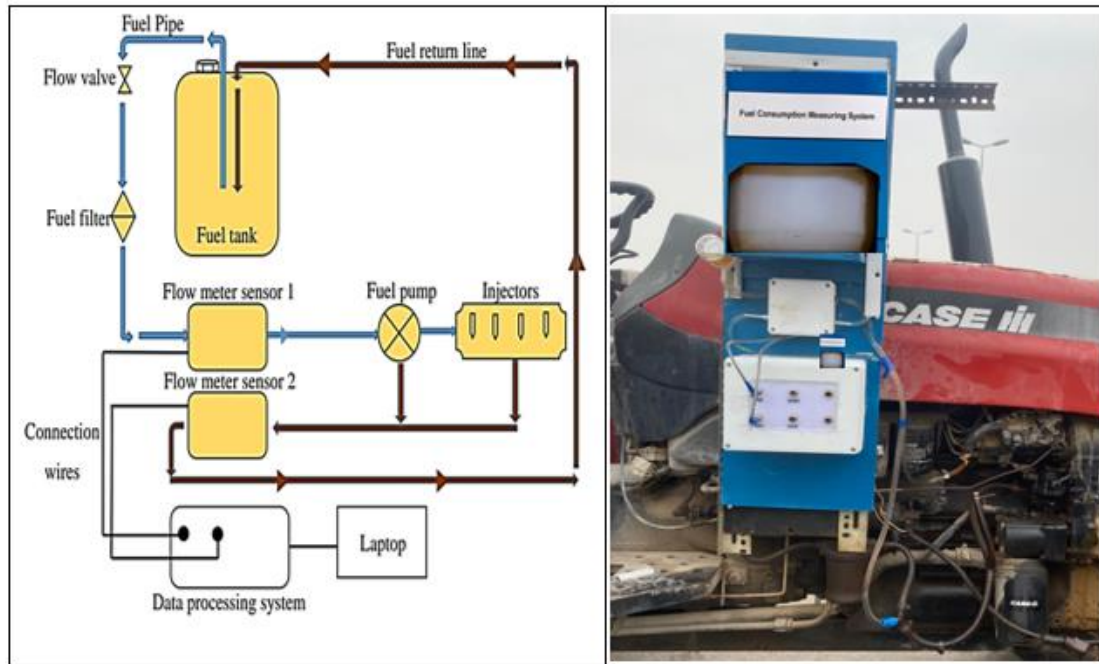 Fuel Pipe
Fuel return line
Flow valve
Fuel filter
Fuel tank
Flow meter sensor 1
Fuel pump
Injectors
Flow meter sensor 2
Connection
wires
Laptop
Data processing system
Fuel Consumption Measuring System
CASE IH